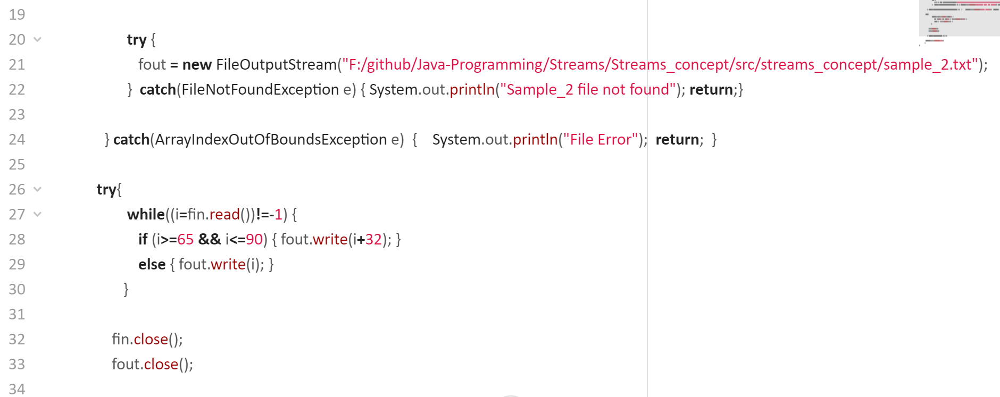 19
20 try {
21 fout = new FileOutputStream("F:/github/Java-Programming/Streams/Streams_concept/src/streams_concept/sample_2.txt");
22 } catch(FileNotFoundException e) { System.out.println("Sample_2 file not found"); return;}
23
24 } catch(ArrayIndexOutOfBoundsException e) { System.out.println("File Error"); return; }
25
26 try{
27 while((i=fin.read())!=-1) {
28 if (i>=65 && i<=90) { fout.write(i+32); }
29 else { fout.write(i); }
30 }
31
32 fin.close();
33 fout.close();
34